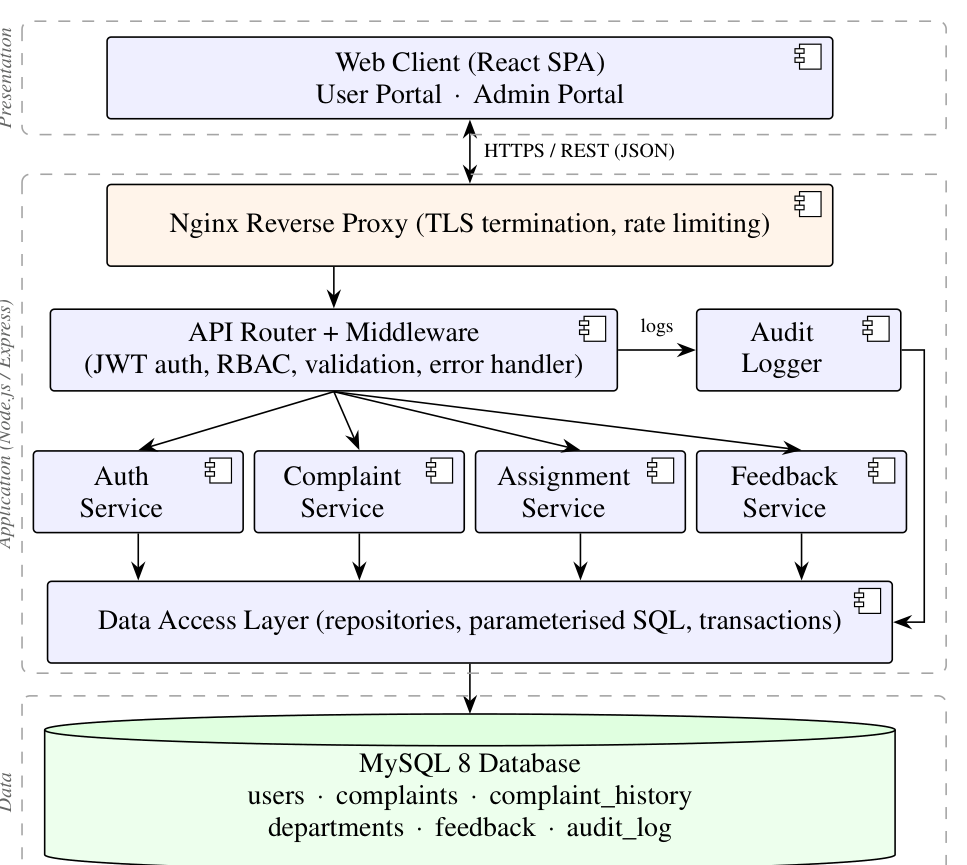 Presentation
Web Client (React SPA)
User Portal · Admin Portal
HTTPS / REST (JSON)
Application (Node.js / Express)
Nginx Reverse Proxy (TLS termination, rate limiting)
API Router + Middleware
(JWT auth, RBAC, validation, error handler)
logs
Audit
Logger
Auth
Service
Complaint
Service
Assignment
Service
Feedback
Service
Data Access Layer (repositories, parameterised SQL, transactions)
Data
MySQL 8 Database
users · complaints · complaint_history
departments · feedback · audit_log